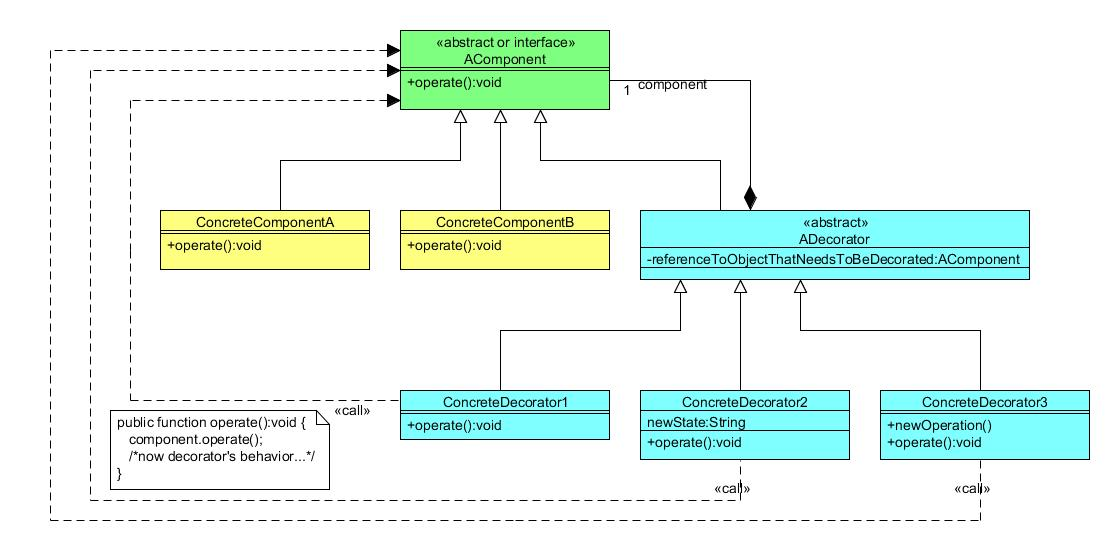 «abstract or interface»
AComponent
+operate():void
1 component
ConcreteComponentA
+operate():void
ConcreteComponentB
+operate():void
«abstract»
ADecorator
-referenceToObjectThatNeedsToBeDecorated:AComponent
ConcreteDecorator1
+operate():void
ConcreteDecorator2
newState:String
+operate():void
ConcreteDecorator3
+newOperation()
+operate():void
«call»
public function operate():void {
component.operate();
/*now decorator's behavior...*/
}
«call»
«call»